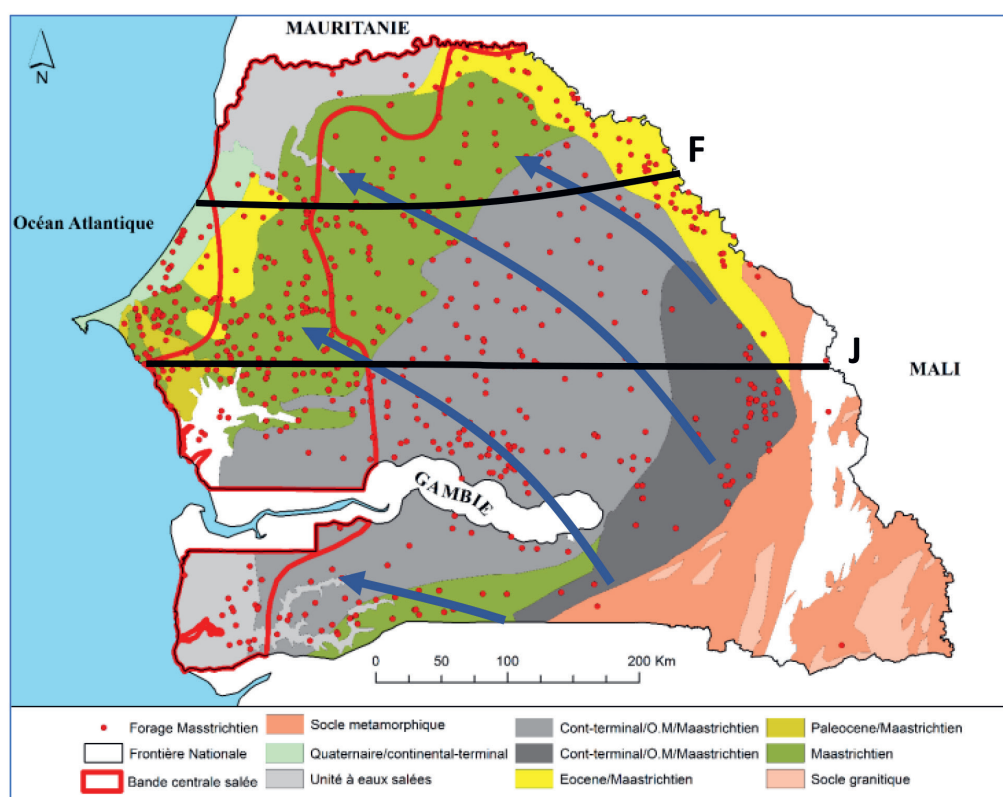 MAURITANIE
N
F
Océan Atlantique
J
MALI
GAMBIE
0 50 100 200 Km
Forage Masstrichtien
Frontière Nationale
Bande centrale salée
Socle metamorphique
Quaternaire/continental-terminal
Unité à eaux salées
Cont-terminal/O.M/Maastrichtien
Cont-terminal/O.M/Maastrichtien
Eocene/Maastrichtien
Paleocene/Maastrichtien
Maastrichtien
Socle granitique